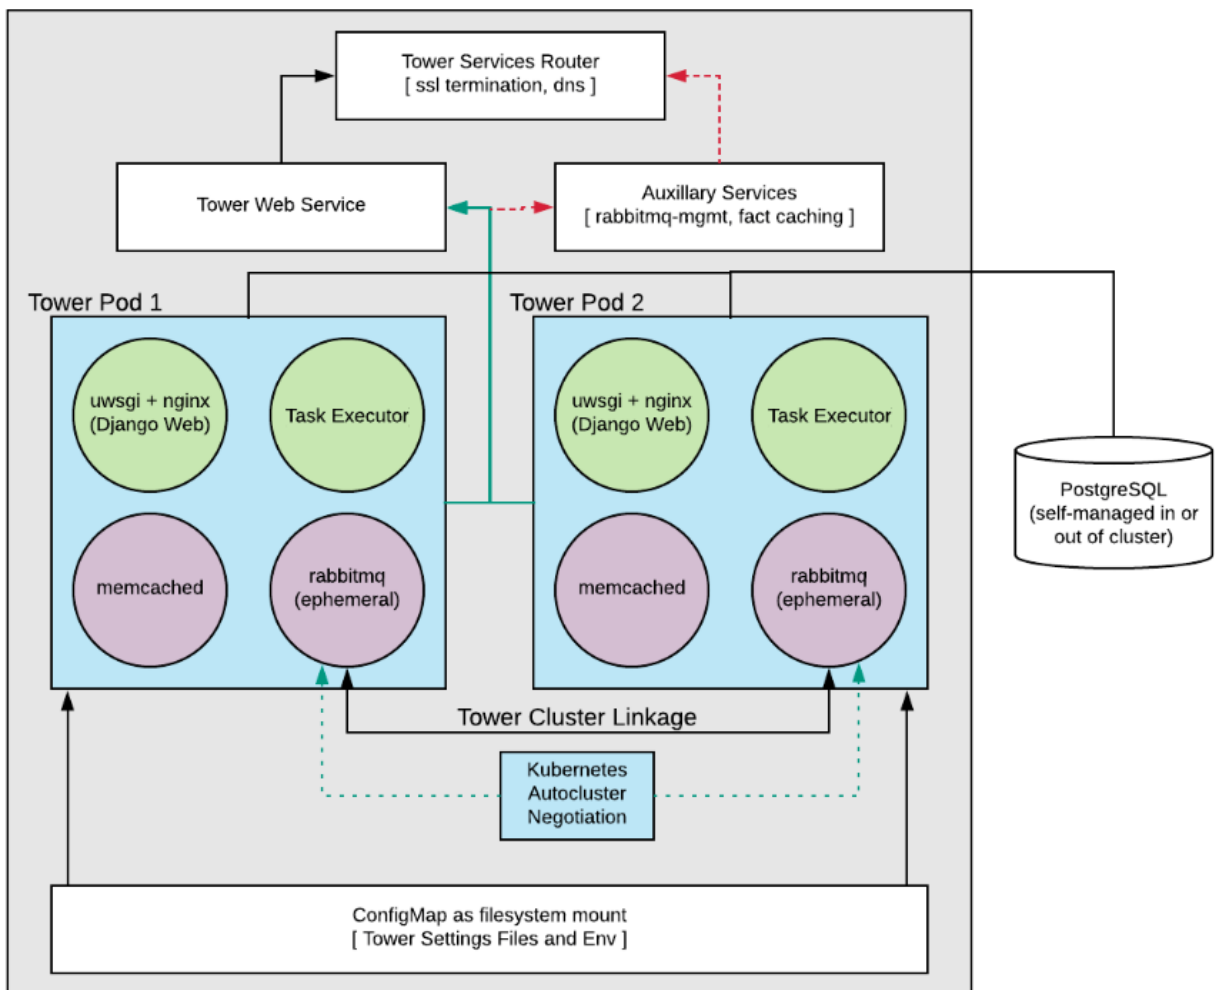 Tower Services Router
[ ssl termination, dns ]
Tower Web Service
Auxillary Services
[ rabbitmq-mgmt, fact caching ]
Tower Pod 1
Tower Pod 2
uwsgi + nginx
(Django Web)
Task Executor
uwsgi + nginx
(Django Web)
Task Executor
memcached
rabbitmq
(ephemeral)
memcached
rabbitmq
(ephemeral)
PostgreSQL
(self-managed in or
out of cluster)
Tower Cluster Linkage
Kubernetes
Autocluster
Negotiation
ConfigMap as filesystem mount
[ Tower Settings Files and Env ]